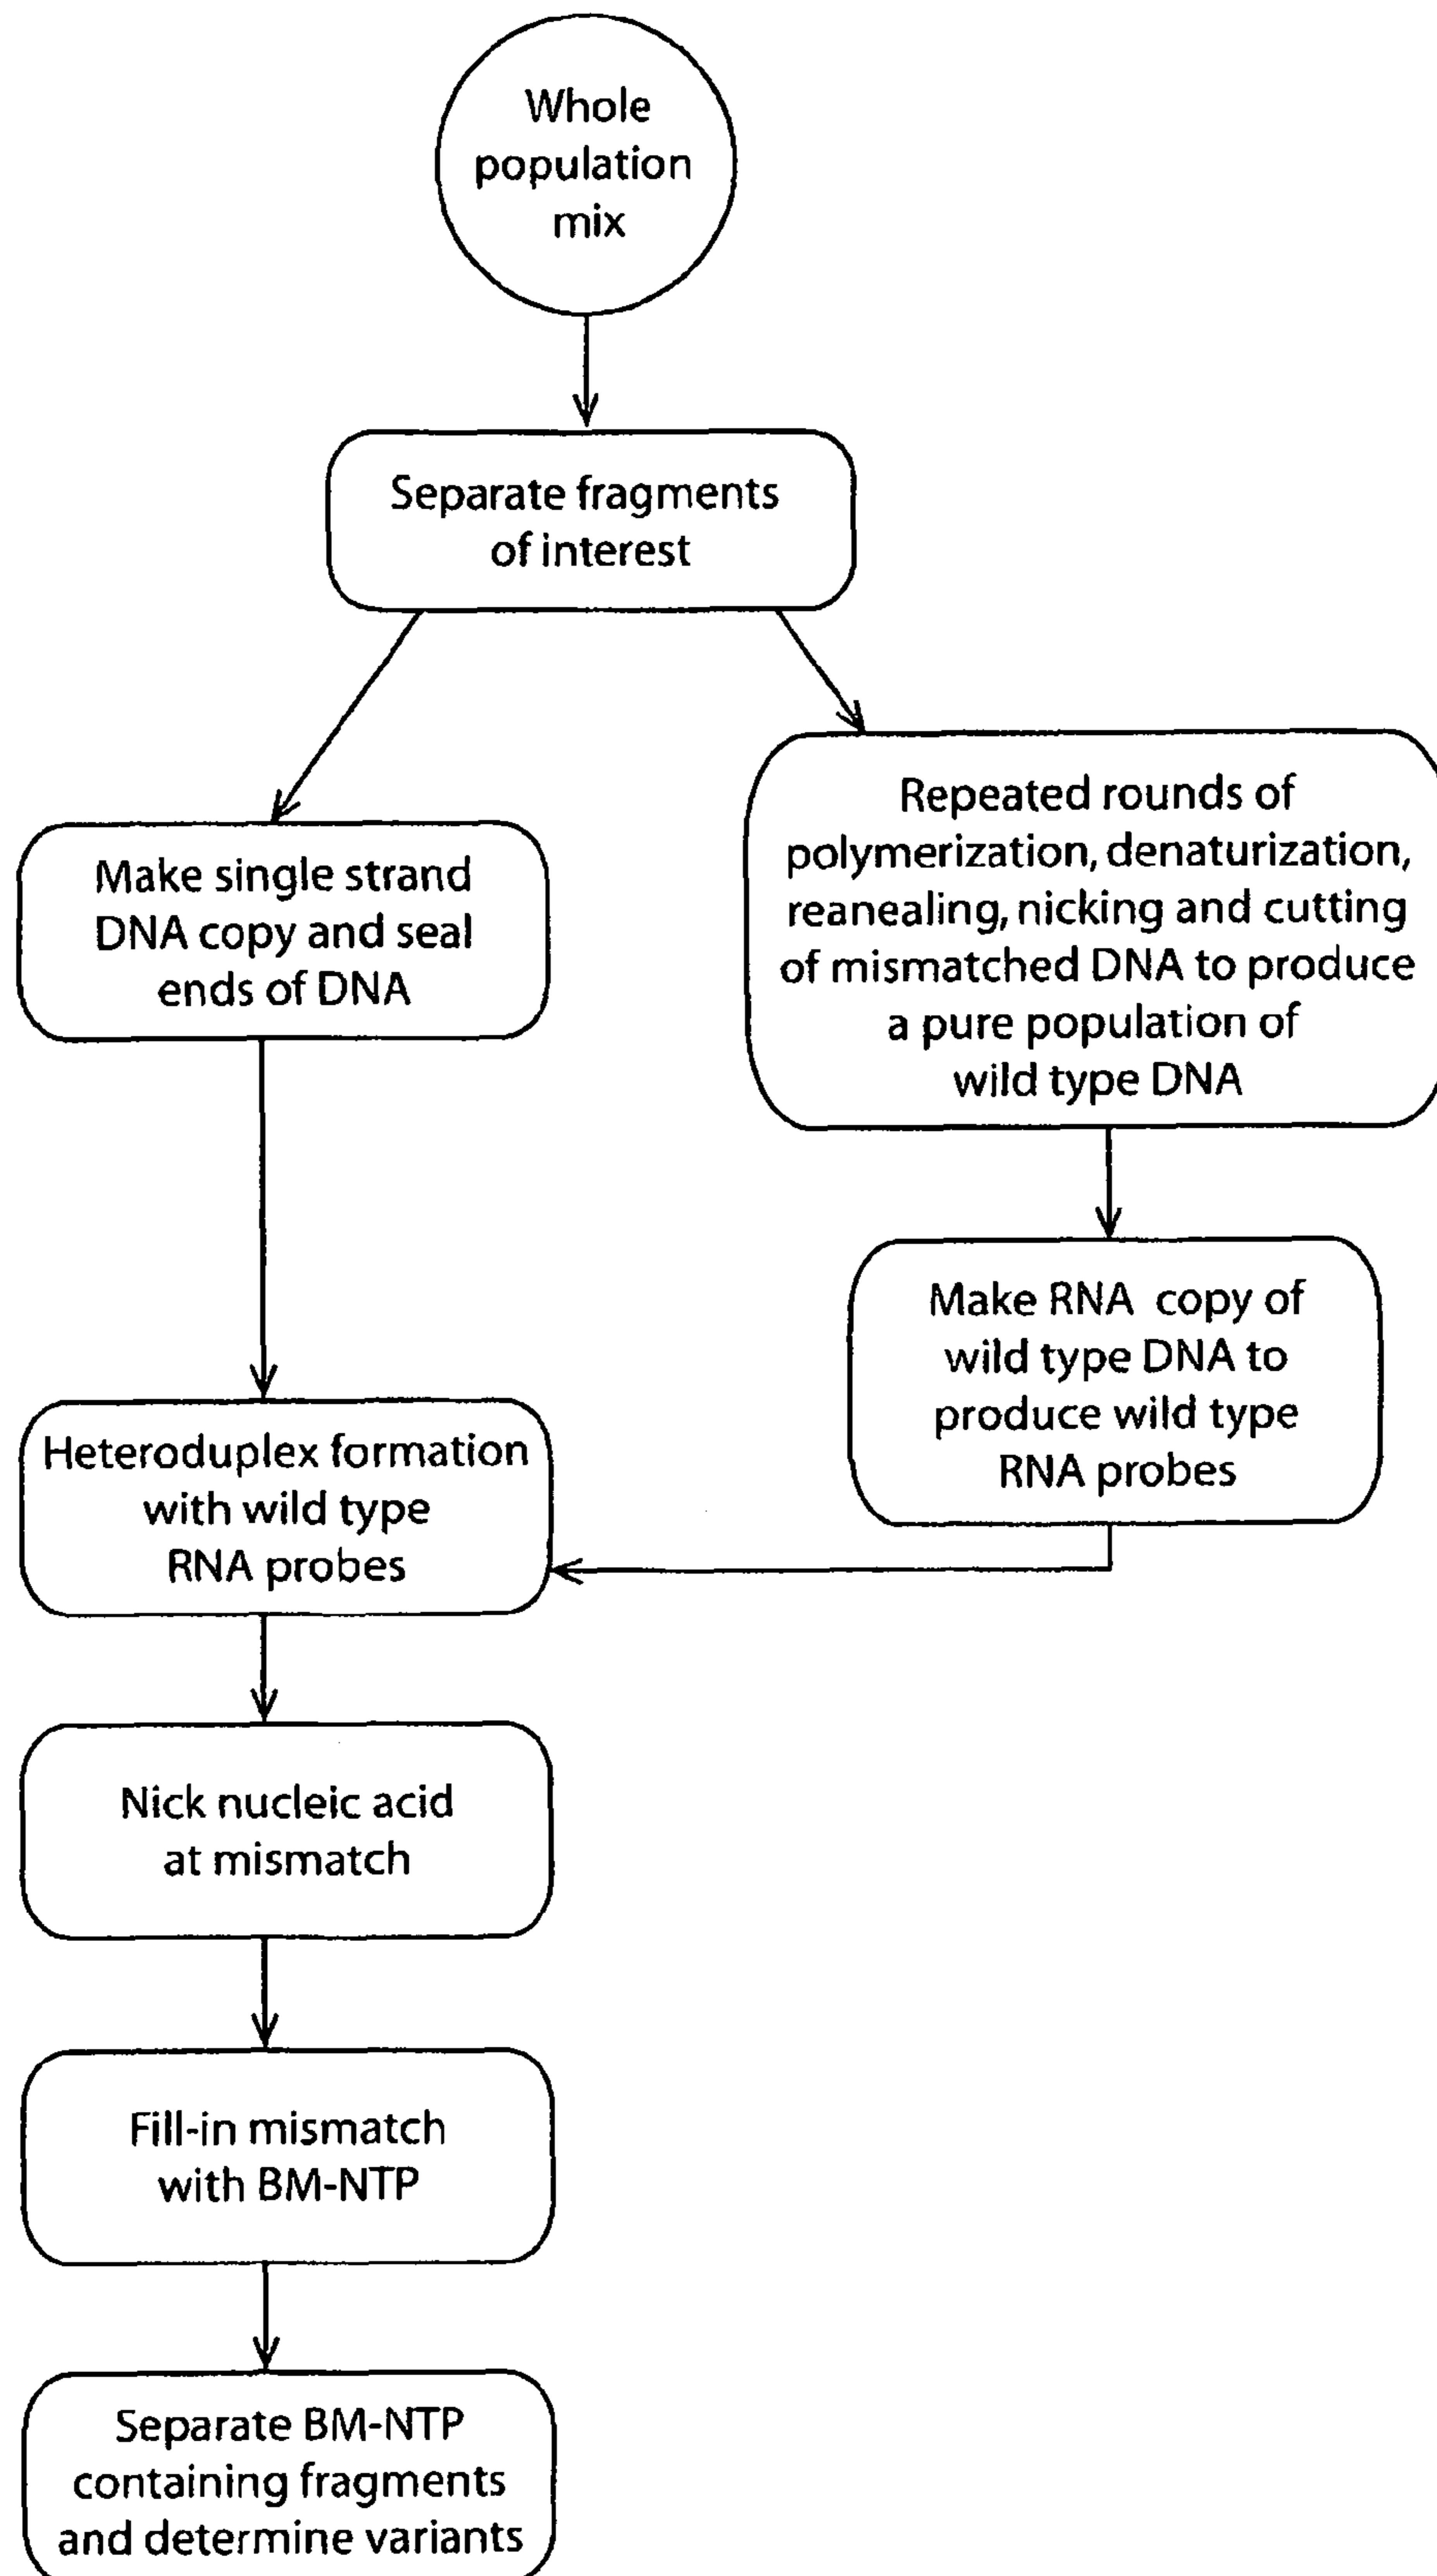 Whole
population
mix
Separate fragments
of interest
Make single strand
DNA copy and seal
ends of DNA
Repeated rounds of
polymerization, denaturization,
reanealing, nicking and cutting
of mismatched DNA to produce
a pure population of
wild type DNA
Make RNA copy of
wild type DNA to
produce wild type
RNA probes
Heteroduplex formation
with wild type
RNA probes
Nick nucleic acid
at mismatch
Fill-in mismatch
with BM-NTP
Separate BM-NTP
containing fragments
and determine variants